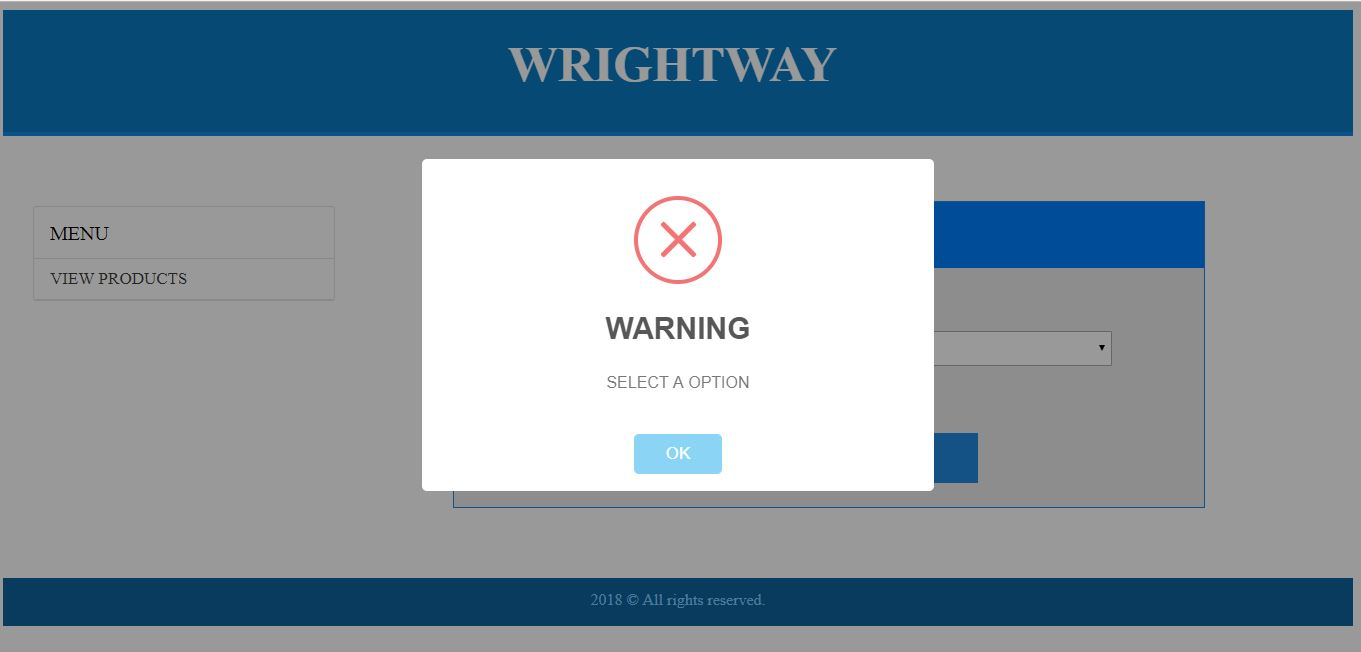 WRIGHTWAY
MENU
VIEW PRODUCTS
WARNING
SELECT A OPTION
OK
2018 © All rights reserved.